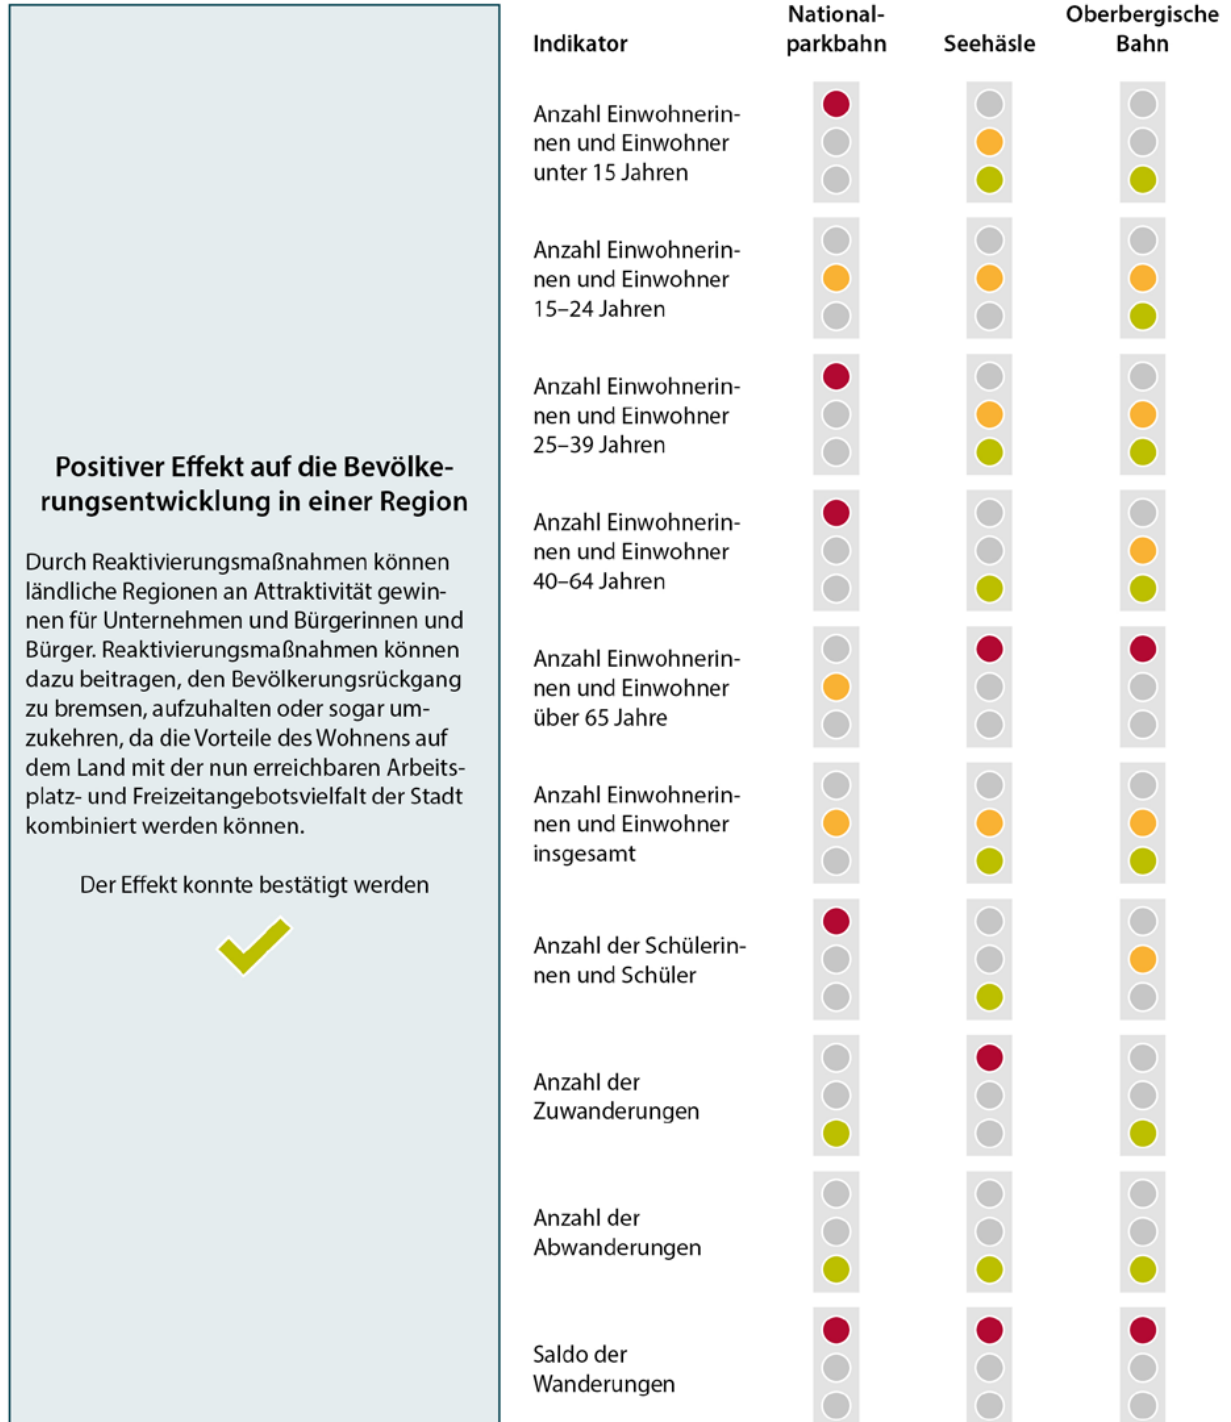 Positiver Effekt auf die Bevölke-
rungsentwicklung in einer Region
Durch Reaktivierungsmaßnahmen können
ländliche Regionen an Attraktivität gewin-
nen für Unternehmen und Bürgerinnen und
Bürger. Reaktivierungsmaßnahmen können
dazu beitragen, den Bevölkerungsrückgang
zu bremsen, aufzuhalten oder sogar um-
zukehren, da die Vorteile des Wohnens auf
dem Land mit der nun erreichbaren Arbeits-
platz- und Freizeitangebotsvielfalt der Stadt
kombiniert werden können.
Der Effekt konnte bestätigt werden
Indikator
National-
parkbahn
Seehäsle
Oberbergische
Bahn
Anzahl Einwohnerin-
nen und Einwohner
unter 15 Jahren
Anzahl Einwohnerin-
nen und Einwohner
15–24 Jahren
Anzahl Einwohnerin-
nen und Einwohner
25–39 Jahren
Anzahl Einwohnerin-
nen und Einwohner
40–64 Jahren
Anzahl Einwohnerin-
nen und Einwohner
über 65 Jahre
Anzahl Einwohnerin-
nen und Einwohner
insgesamt
Anzahl der Schülerin-
nen und Schüler
Anzahl der
Zuwanderungen
Anzahl der
Abwanderungen
Saldo der
Wanderungen